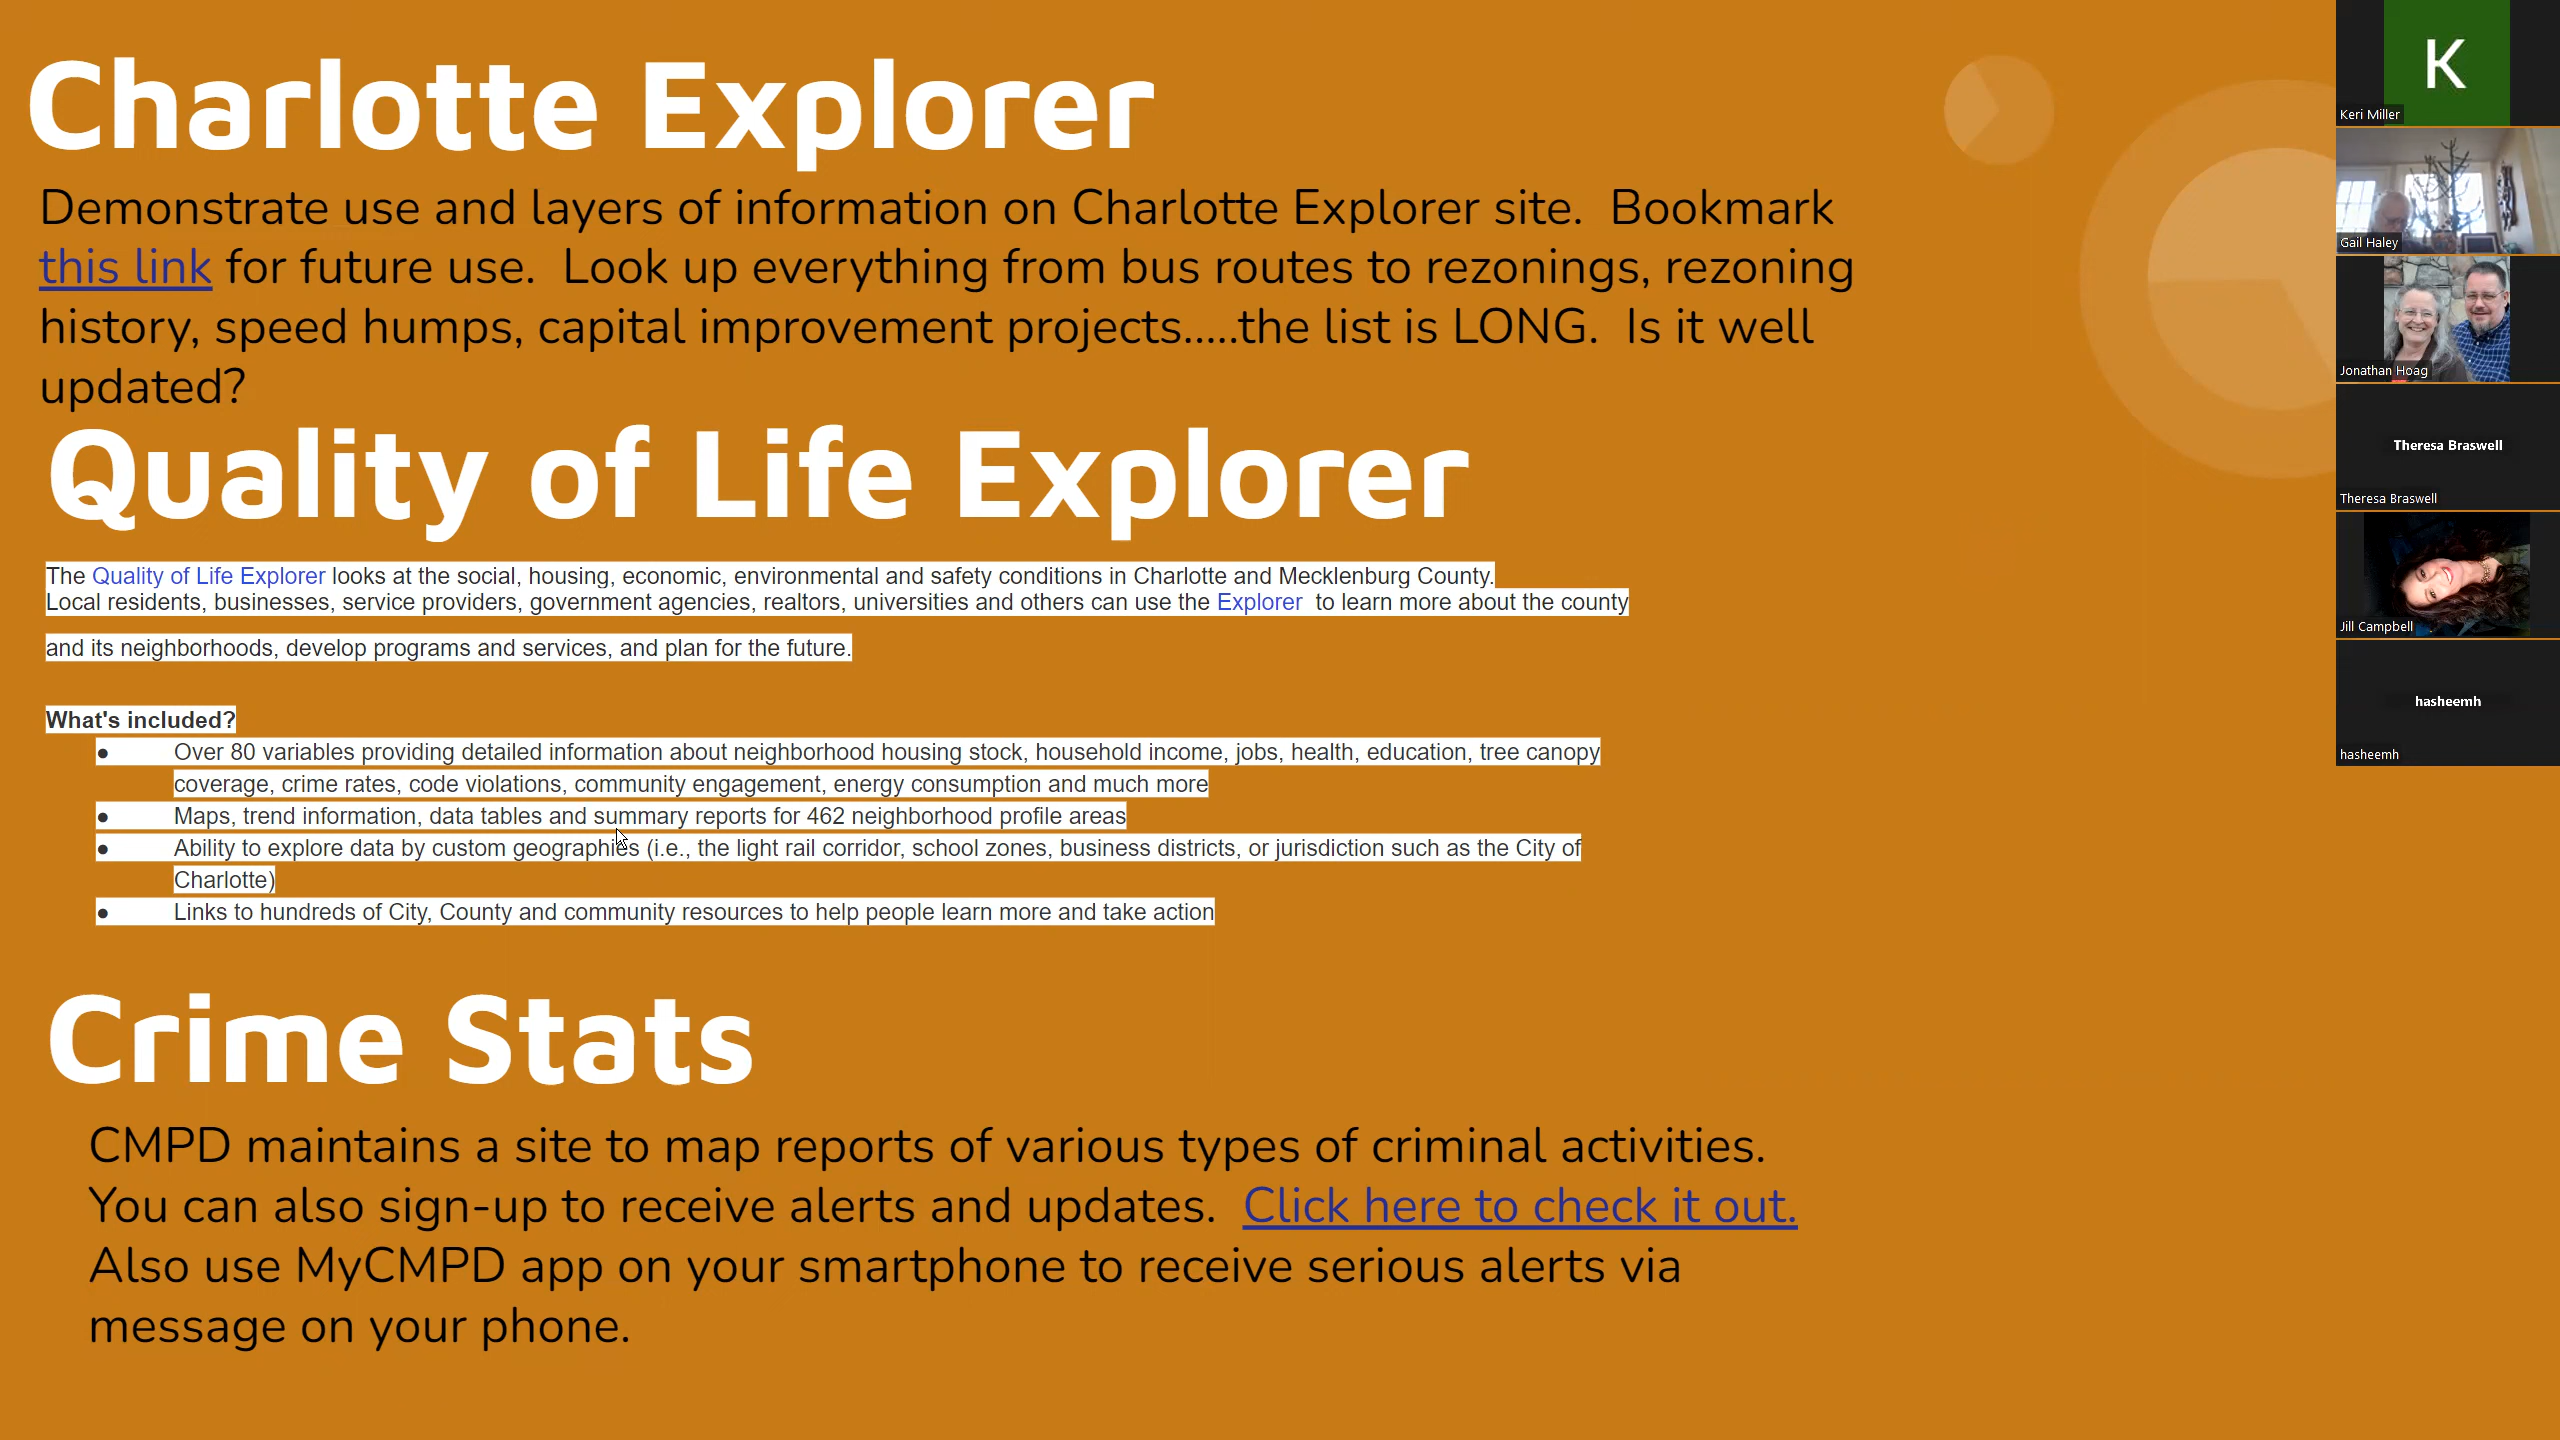 Charlotte Explorer
Demonstrate use and layers of information on Charlotte Explorer site.  Bookmark
this link for future use.  Look up everything from bus routes to rezonings, rezoning
history, speed humps, capital improvement projects.....the list is LONG.  Is it well
updated?
Quality of Life Explorer
The Quality of Life Explorer looks at the social, housing, economic, environmental and safety conditions in Charlotte and Mecklenburg County.
Local residents, businesses, service providers, government agencies, realtors, universities and others can use the Explorer  to learn more about the county
and its neighborhoods, develop programs and services, and plan for the future.
What's included?
● Over 80 variables providing detailed information about neighborhood housing stock, household income, jobs, health, education, tree canopy
coverage, crime rates, code violations, community engagement, energy consumption and much more
● Maps, trend information, data tables and summary reports for 462 neighborhood profile areas
● Ability to explore data by custom geographies (i.e., the light rail corridor, school zones, business districts, or jurisdiction such as the City of
Charlotte)
● Links to hundreds of City, County and community resources to help people learn more and take action
Crime Stats
CMPD maintains a site to map reports of various types of criminal activities.
You can also sign-up to receive alerts and updates.  Click here to check it out.
Also use MyCMPD app on your smartphone to receive serious alerts via
message on your phone.
K
Keri Miller
Gail Haley
Jonathan Hoag
Theresa Braswell
Theresa Braswell
Jill Campbell
hasheemh
hasheemh